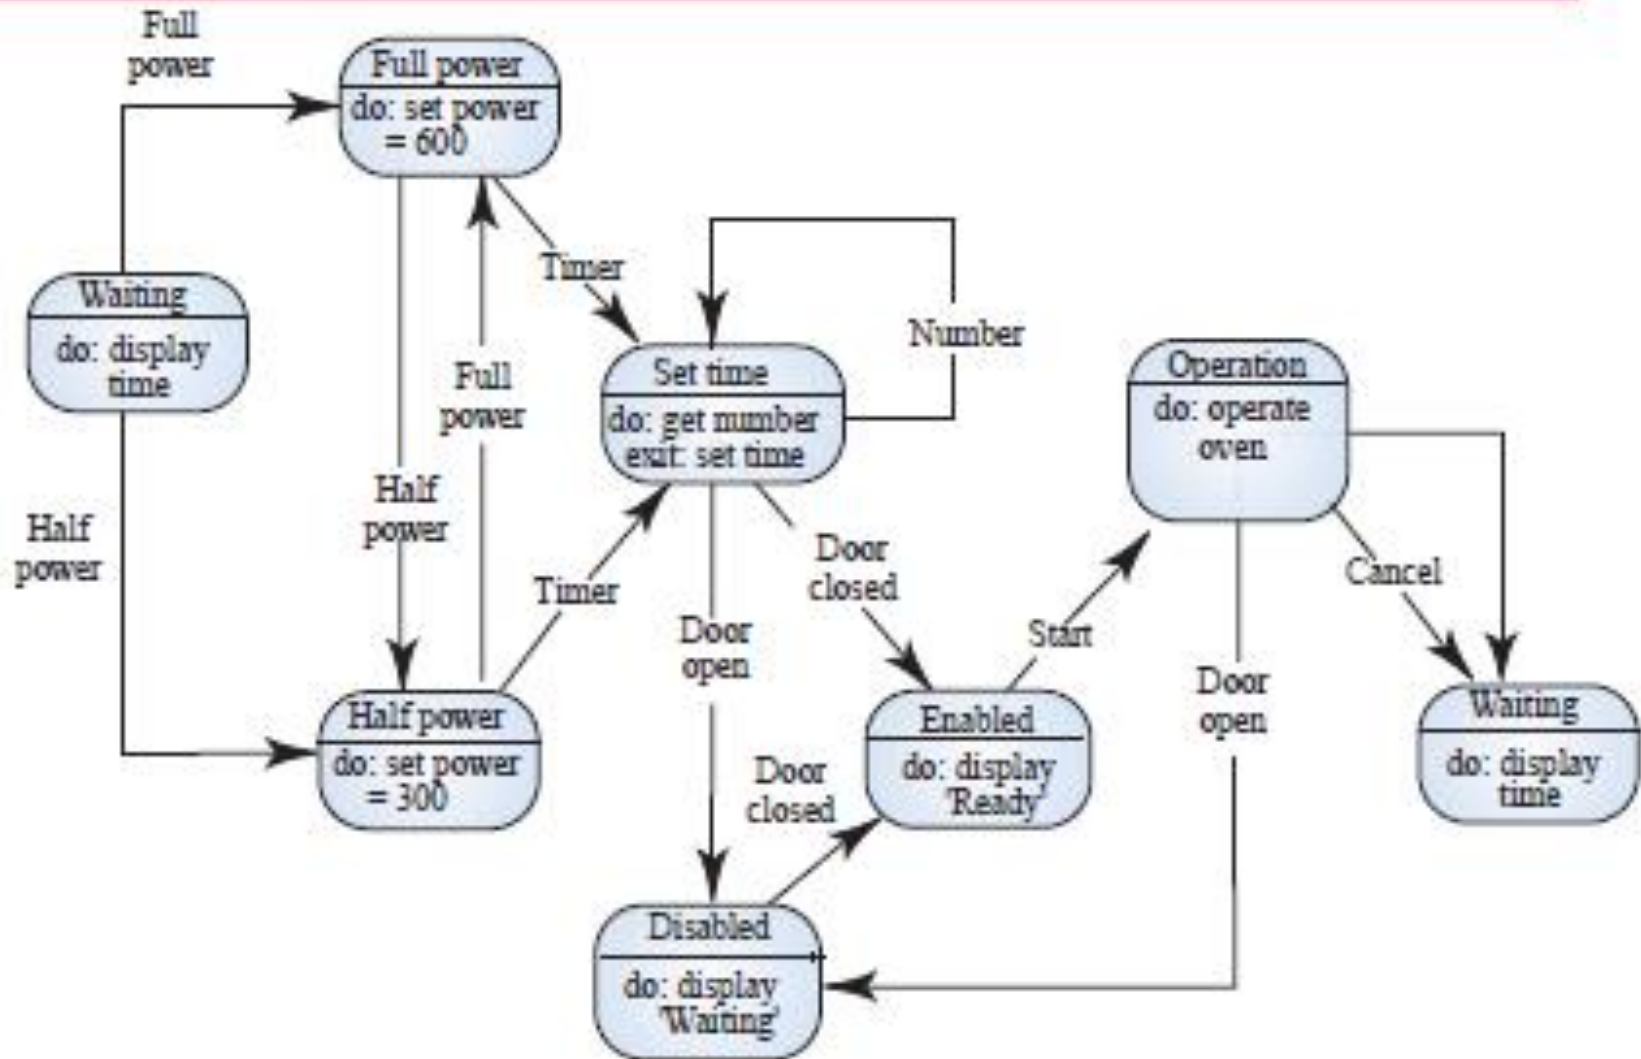 Full
power
Full power
do: set power
= 600
Timer
Waiting
do: display
time
Number
Full
power
Set time
do: get number
exit: set time
Operation
do: operate
oven
Half
power
Half
power
Timer
Door
closed
Cancel
Door
open
Start
Door
open
Half power
do: set power
= 300
Enabled
do: display
'Ready'
Waiting
do: display
time
Door
closed
Disabled
do: display
'Waiting'